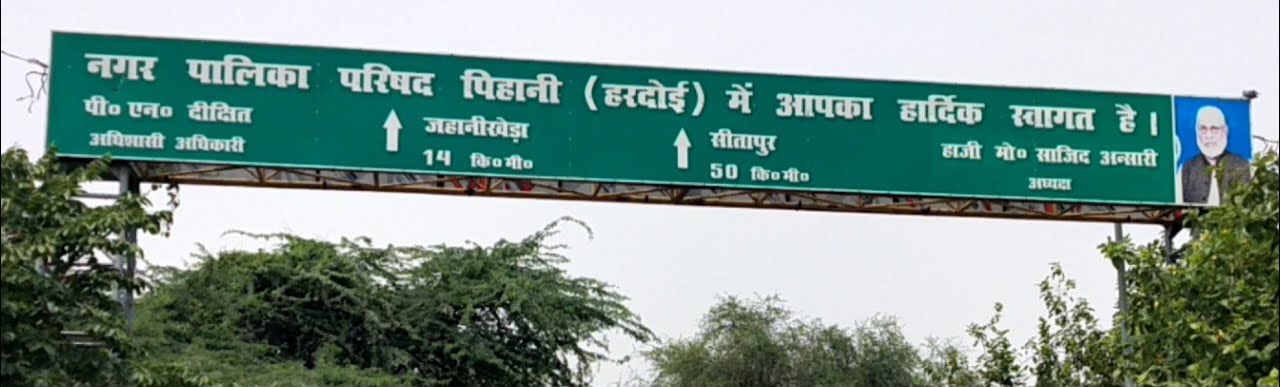 नगर पालिका परिषद पिहानी (हरदोई) में आपका हार्दिक स्वागत है।
पी० एन० दीक्षित
अधिशासी अधिकारी
जहानीखेड़ा
14 कि०मी०
सीतापुर
50 कि०मी०
हाजी मो० साजिद अन्सारी
अध्यक्ष